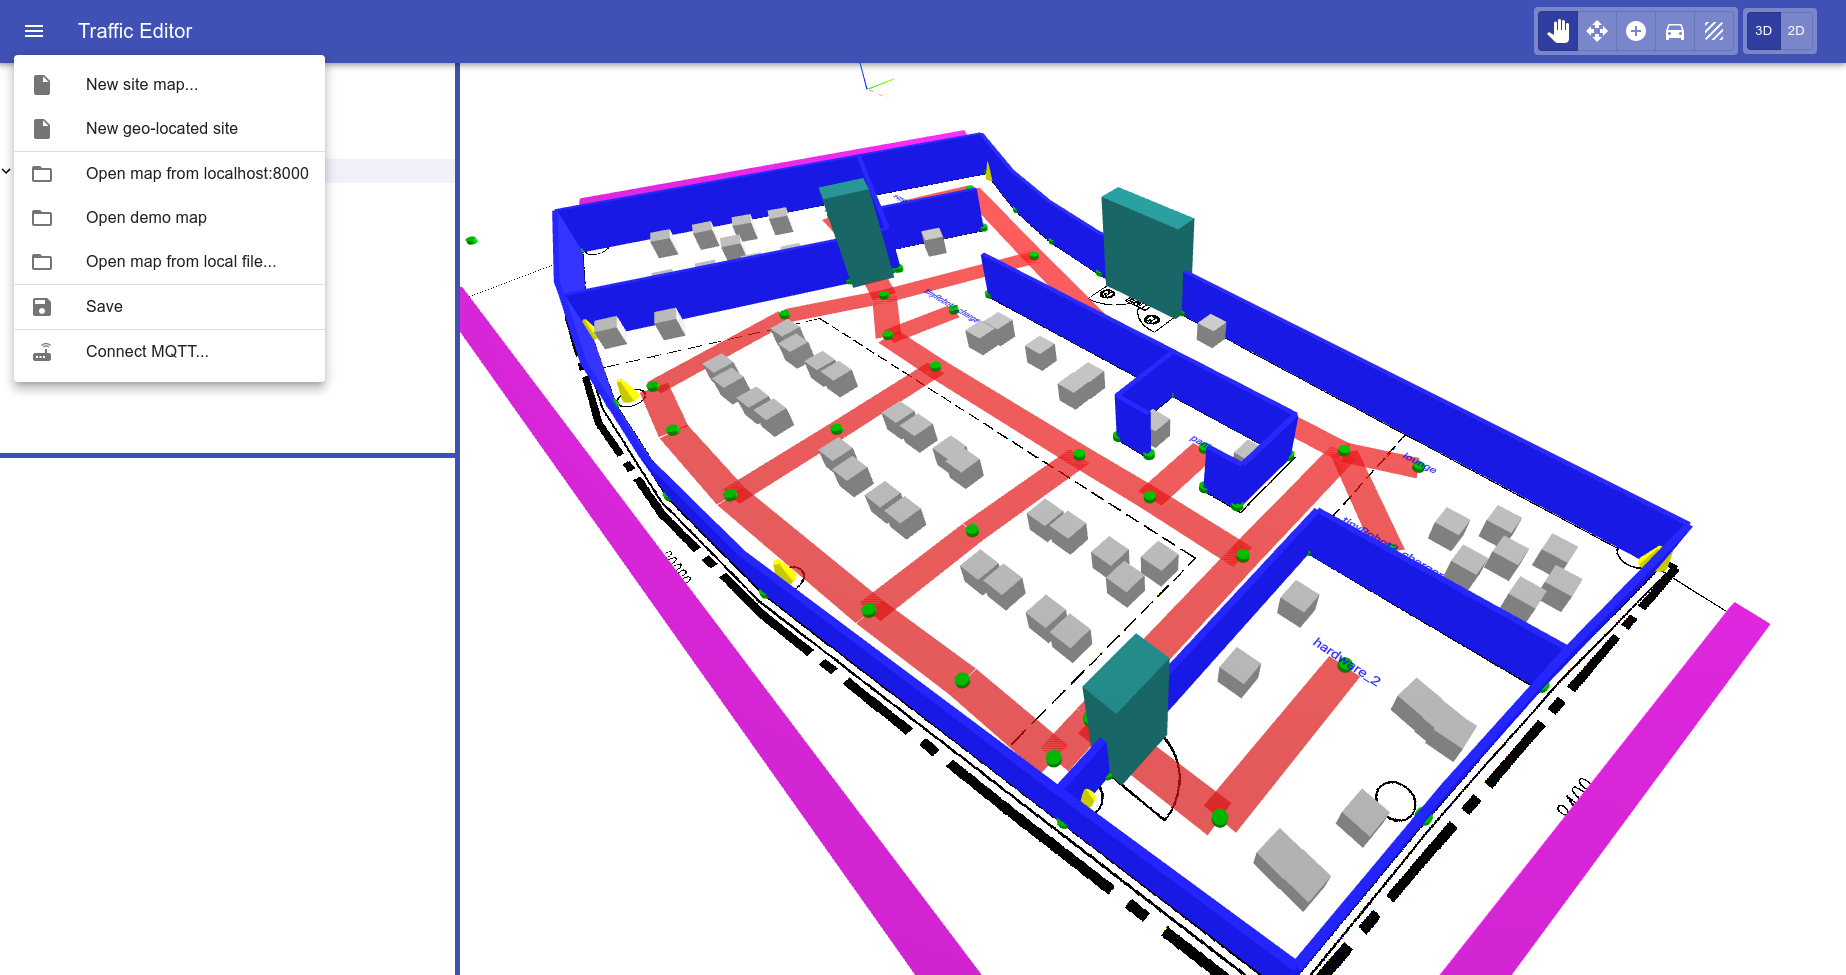 Traffic Editor
3D
2D
New site map...
New geo-located site
Open map from localhost:8000
Open demo map
Open map from local file...
Save
Connect MQTT...
lounge
hardware_2